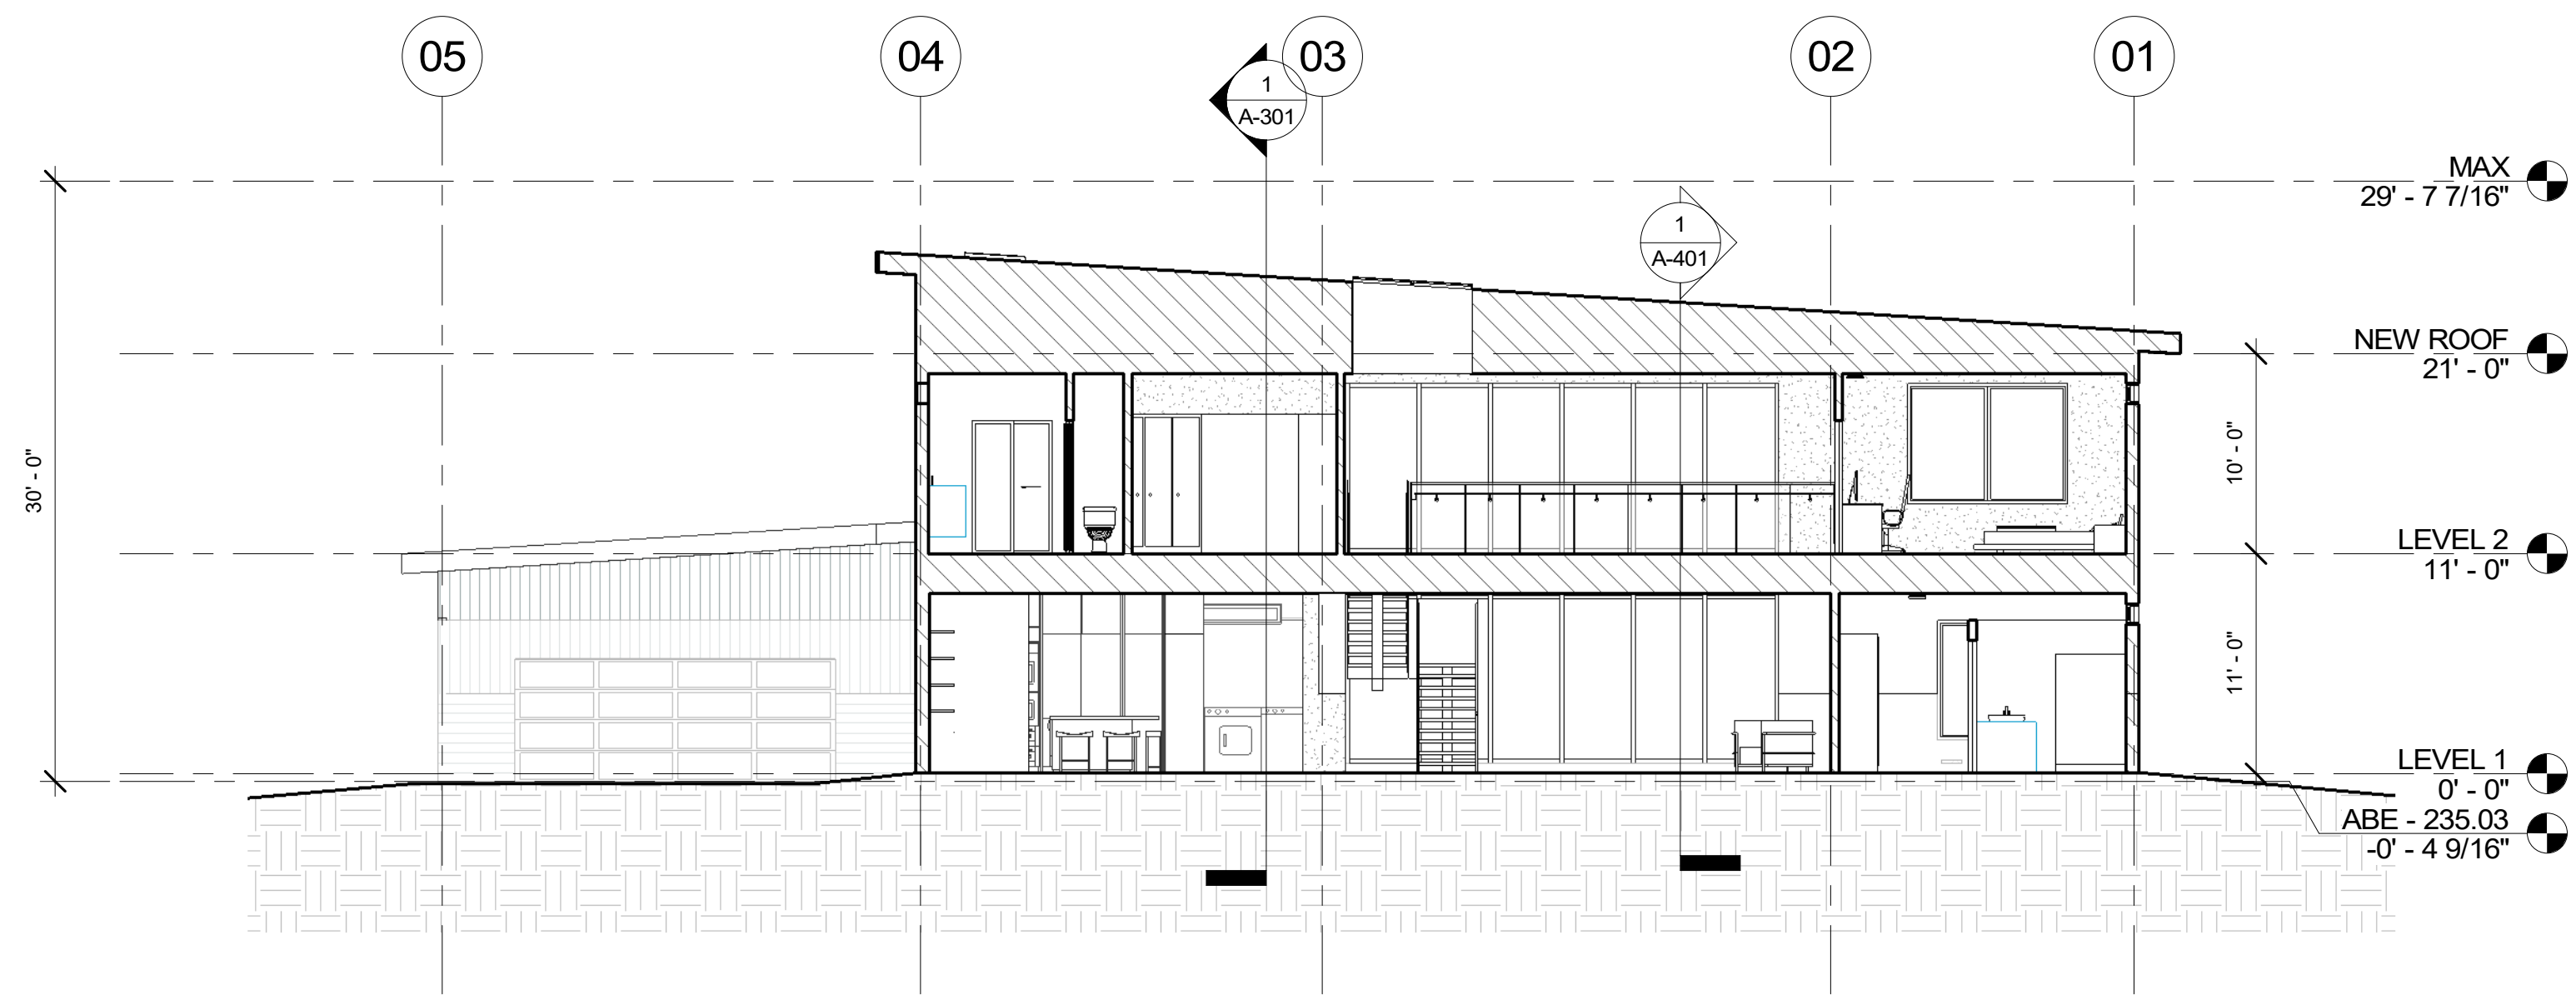 05
04
03
02
01
1
A-301
1
A-401
MAX
29' - 7 7/16"
NEW ROOF
21' - 0"
LEVEL 2
11' - 0"
LEVEL 1
0' - 0"
ABE - 235.03
-0' - 4 9/16"
30' - 0"
10' - 0"
11' - 0"